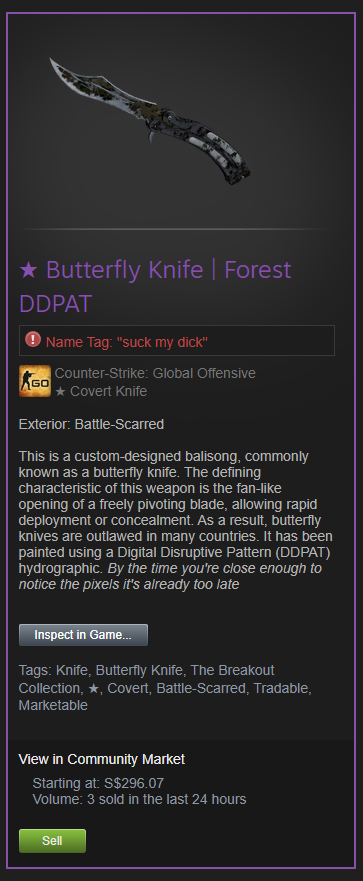 ★ Butterfly Knife | Forest
DDPAT
Name Tag: "suck my dick"
GO
Counter-Strike: Global Offensive
★ Covert Knife
Exterior: Battle-Scarred
This is a custom-designed balisong, commonly
known as a butterfly knife. The defining
characteristic of this weapon is the fan-like
opening of a freely pivoting blade, allowing rapid
deployment or concealment. As a result, butterfly
knives are outlawed in many countries. It has been
painted using a Digital Disruptive Pattern (DDPAT)
hydrographic. By the time you're close enough to
notice the pixels it's already too late
Inspect in Game...
Tags: Knife, Butterfly Knife, The Breakout
Collection, ★, Covert, Battle-Scarred, Tradable,
Marketable
View in Community Market
Starting at: S$296.07
Volume: 3 sold in the last 24 hours
Sell